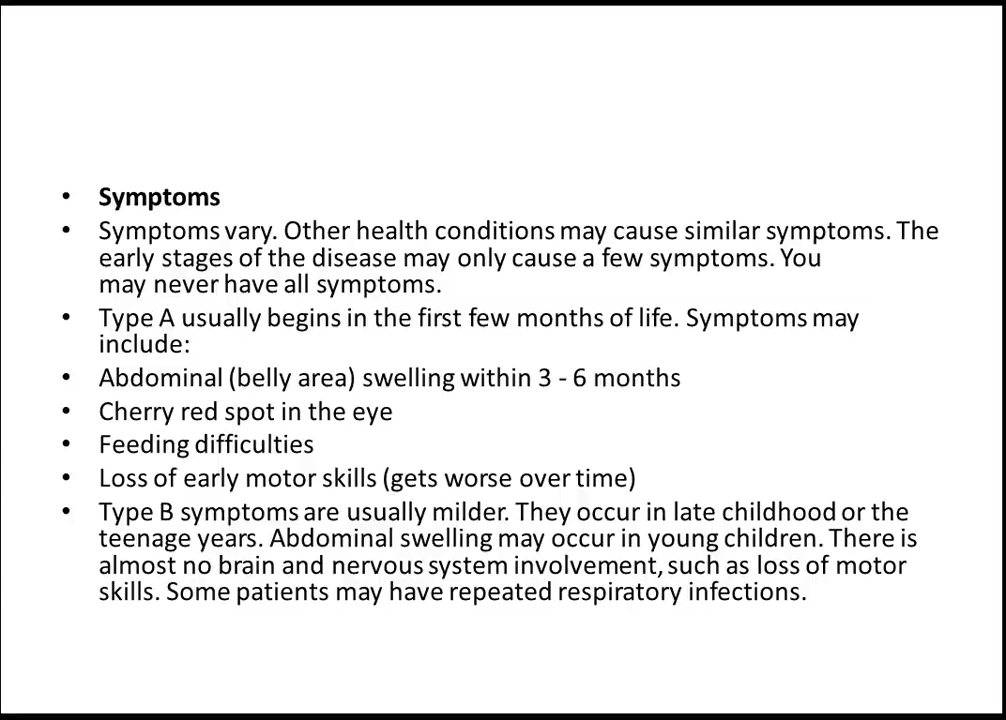 • Symptoms
• Symptoms vary. Other health conditions may cause similar symptoms. The
early stages of the disease may only cause a few symptoms. You
may never have all symptoms.
• Type A usually begins in the first few months of life. Symptoms may
include:
• Abdominal (belly area) swelling within 3 - 6 months
• Cherry red spot in the eye
• Feeding difficulties
• Loss of early motor skills (gets worse over time)
• Type B symptoms are usually milder. They occur in late childhood or the
teenage years. Abdominal swelling may occur in young children. There is
almost no brain and nervous system involvement, such as loss of motor
skills. Some patients may have repeated respiratory infections.